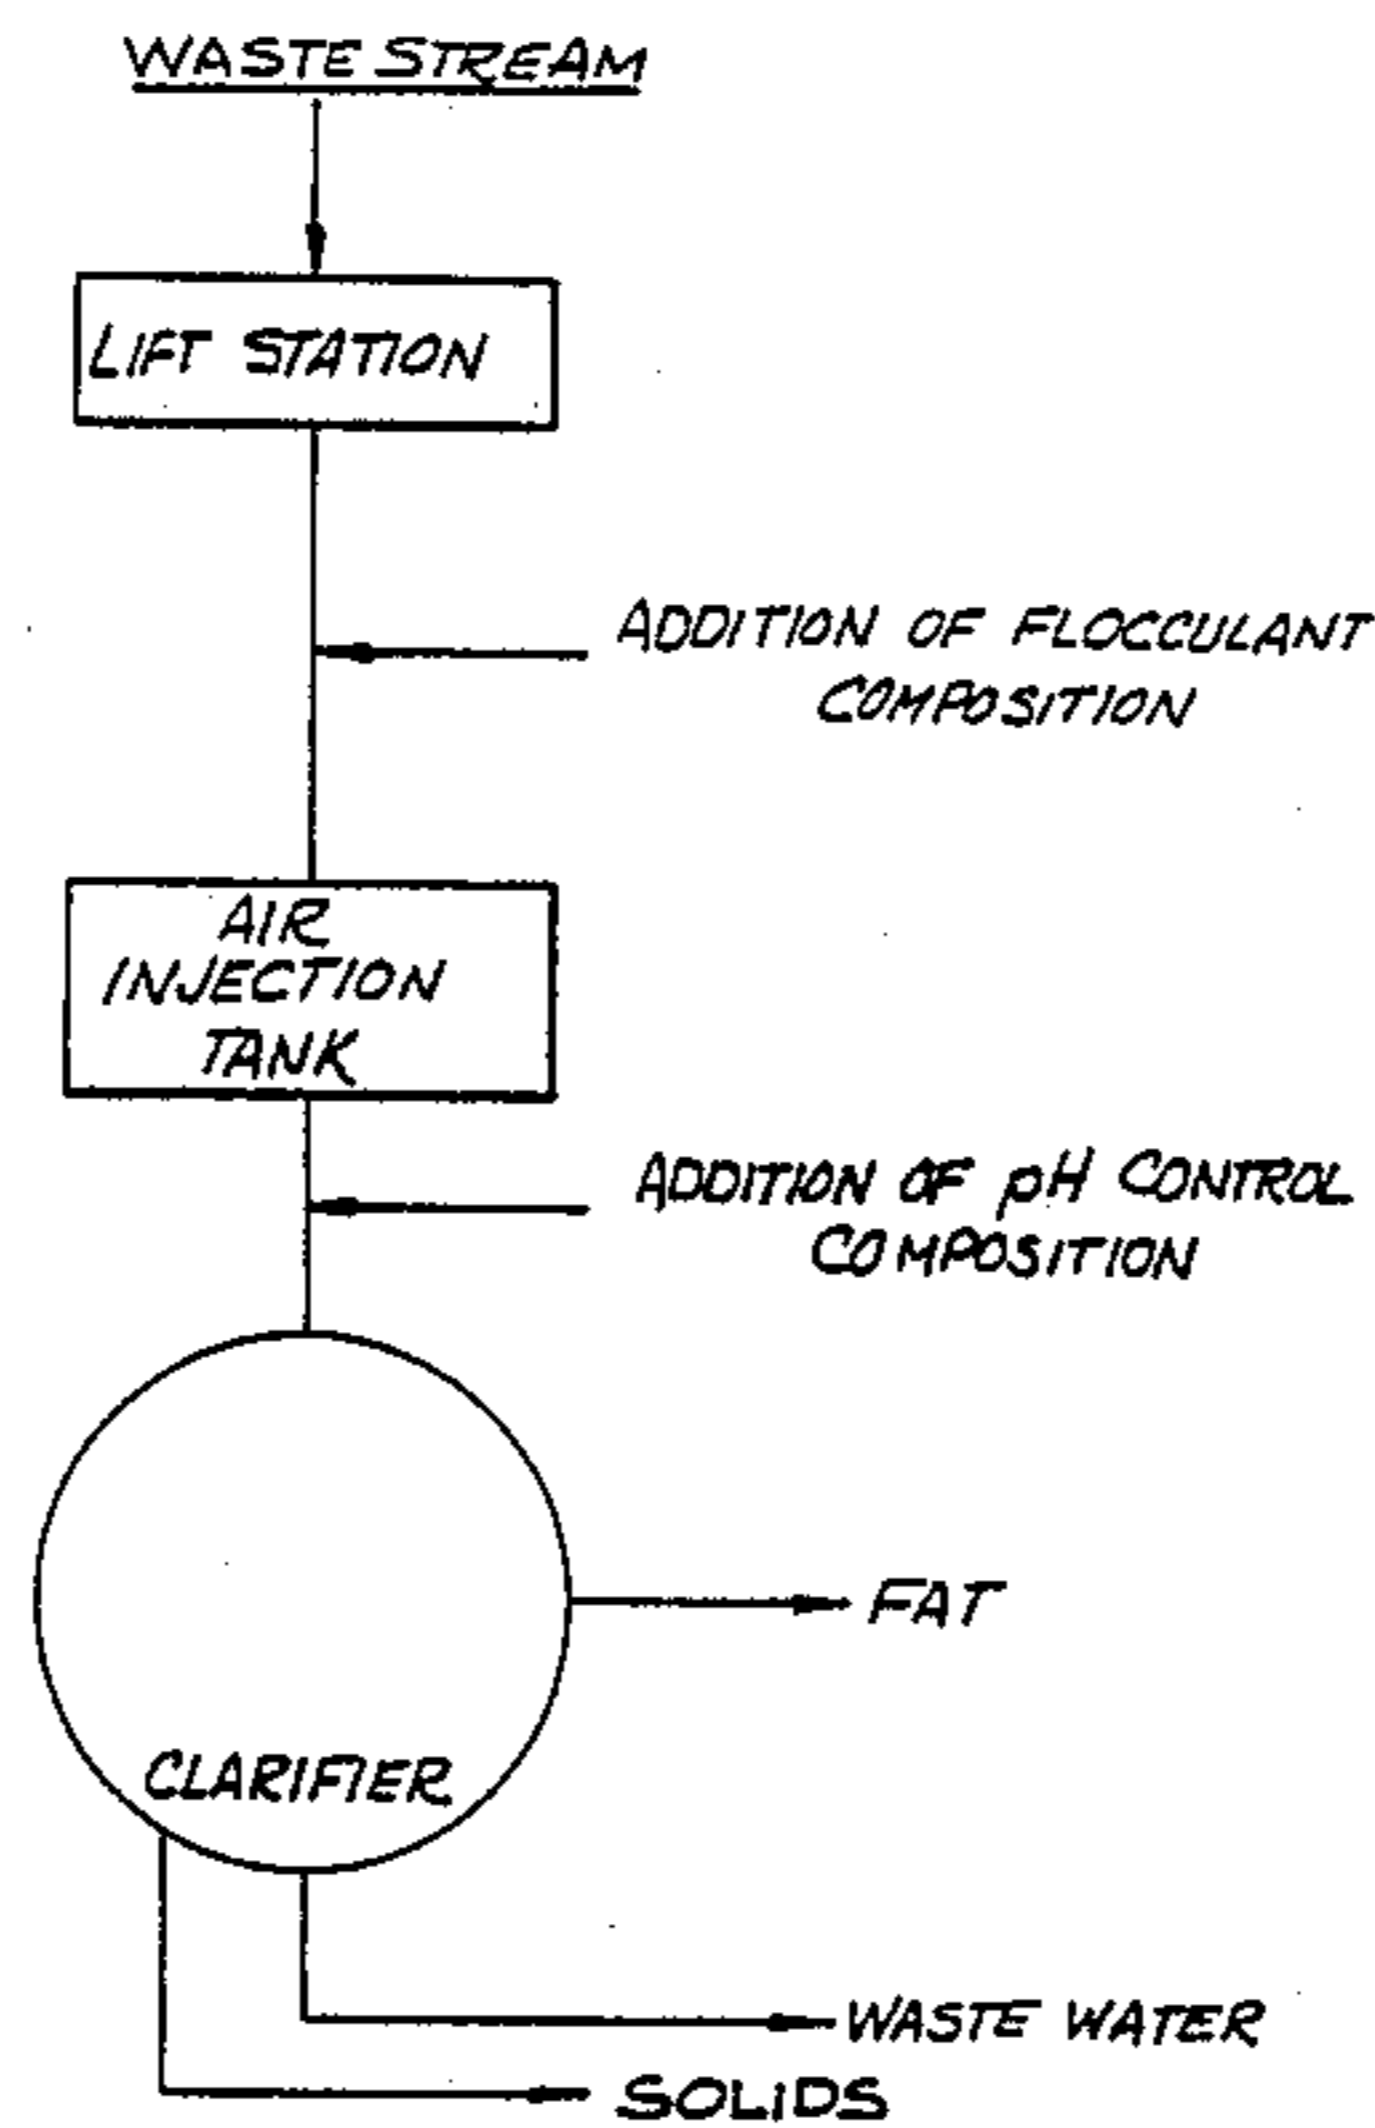 WASTE STREAM
LIFT STATION
ADDITION OF FLOCCULANT
COMPOSITION
AIR
INJECTION
TANK
ADDITION OF pH CONTROL
COMPOSITION
FAT
CLARIFIER
WASTE WATER
SOLIDS